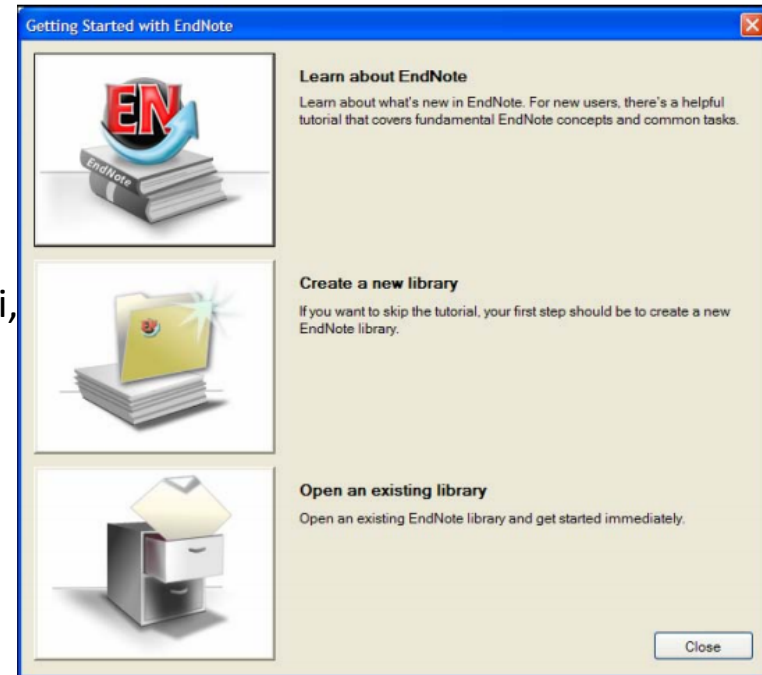 Getting Started with EndNote
EN
EndNote
Learn about EndNote
Learn about what's new in EndNote. For new users, there's a helpful
tutorial that covers fundamental EndNote concepts and common tasks.
i,
Create a new library
If you want to skip the tutorial, your first step should be to create a new
EndNote library.
Open an existing library
Open an existing EndNote library and get started immediately.
Close